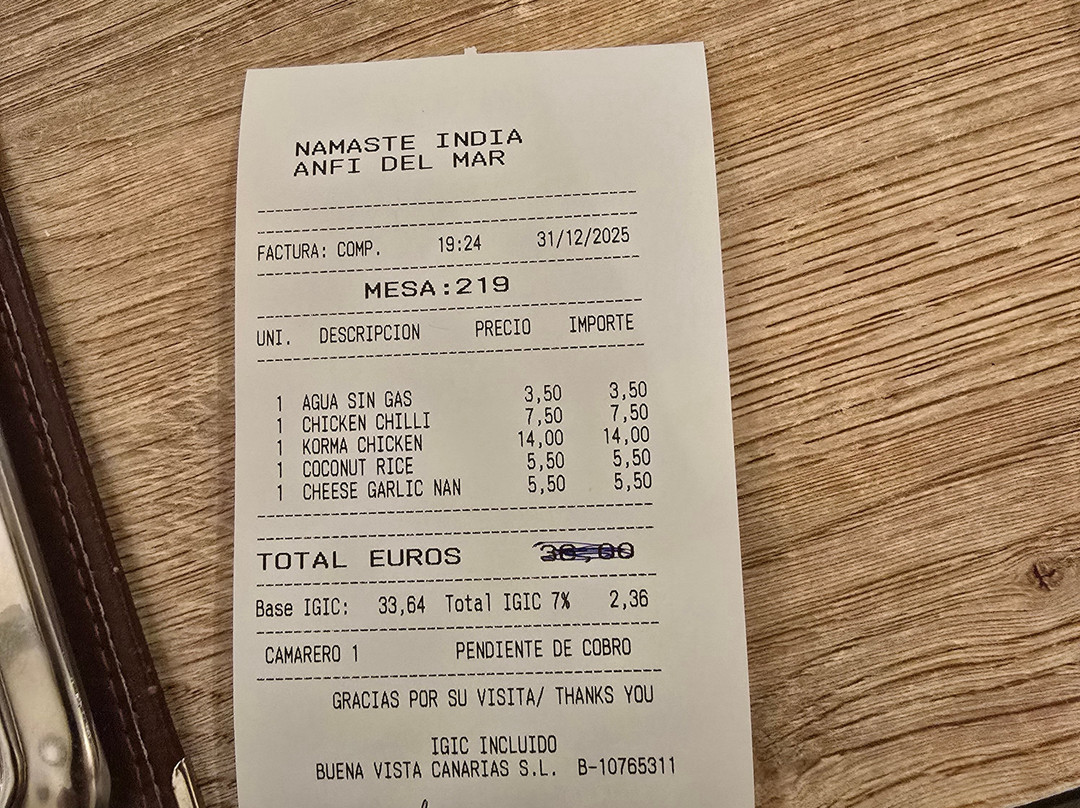 NAMASTE INDIA
ANFI DEL MAR
FACTURA: COMP. 19:24 31/12/2025
MESA:219
UNI. DESCRIPCION PRECIO IMPORTE
1 AGUA SIN GAS 3,50 3,50
1 CHICKEN CHILLI 7,50 7,50
1 KORMA CHICKEN 14,00 14,00
1 COCONUT RICE 5,50 5,50
1 CHEESE GARLIC NAN 5,50 5,50
TOTAL EUROS
Base IGIC: 33,64 Total IGIC 7% 2,36
CAMARERO 1 PENDIENTE DE COBRO
GRACIAS POR SU VISITA/ THANKS YOU
IGIC INCLUIDO
BUENA VISTA CANARIAS S.L. B-10765311